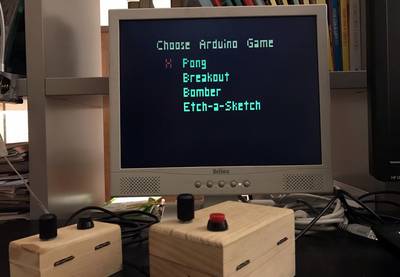 Choose Arduino Game
X Pong
Breakout
Bomber
Etch-a-Sketch